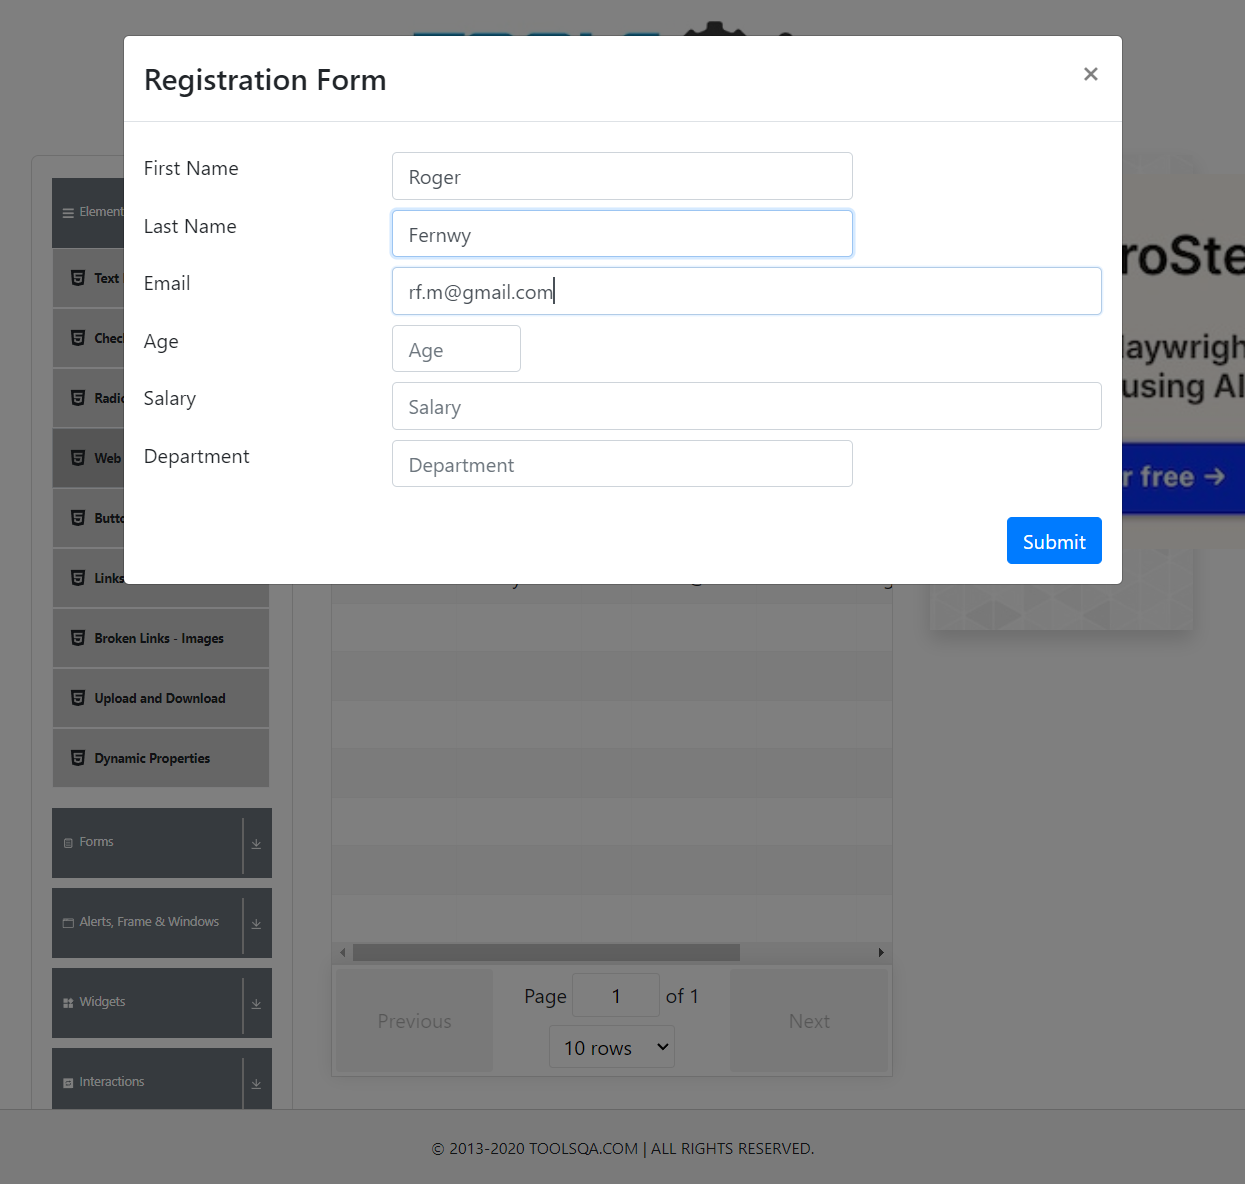 Registration Form
×
First Name
Roger
Last Name
Fernwy
Email
rf.m@gmail.com
Age
Age
Salary
Salary
Department
Department
Submit
Element
Text
Chec
Radio
Web
Butto
Links
Broken Links - Images
Upload and Download
Dynamic Properties
Forms
Alerts, Frame & Windows
Widgets
Interactions
roSte
laywrigh
using AI
r free →
Previous
Page 1 of 1
10 rows
Next
© 2013-2020 TOOLSQA.COM | ALL RIGHTS RESERVED.